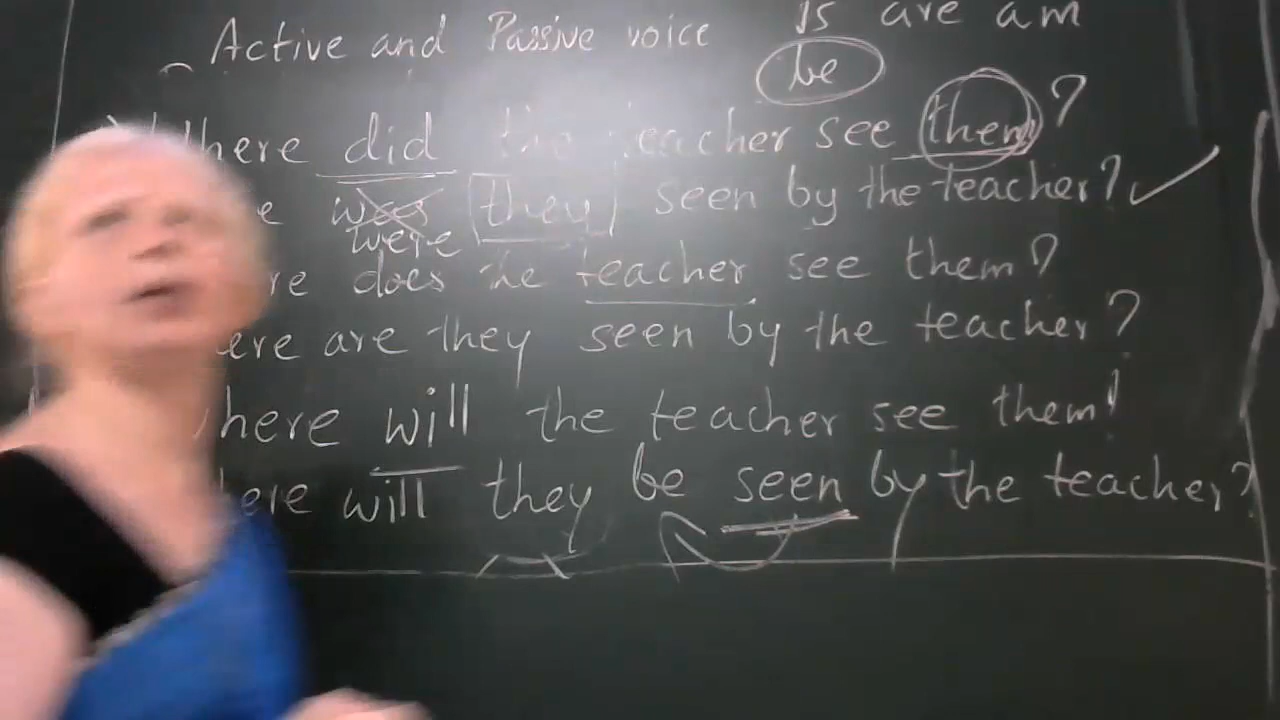 is are am
Active and Passive voice
be
here did the teacher see them?
was they seen by the teacher?
were
re does the teacher see them?
ere are they seen by the teacher?
here will the teacher see them?
ere will they be seen by the teacher?